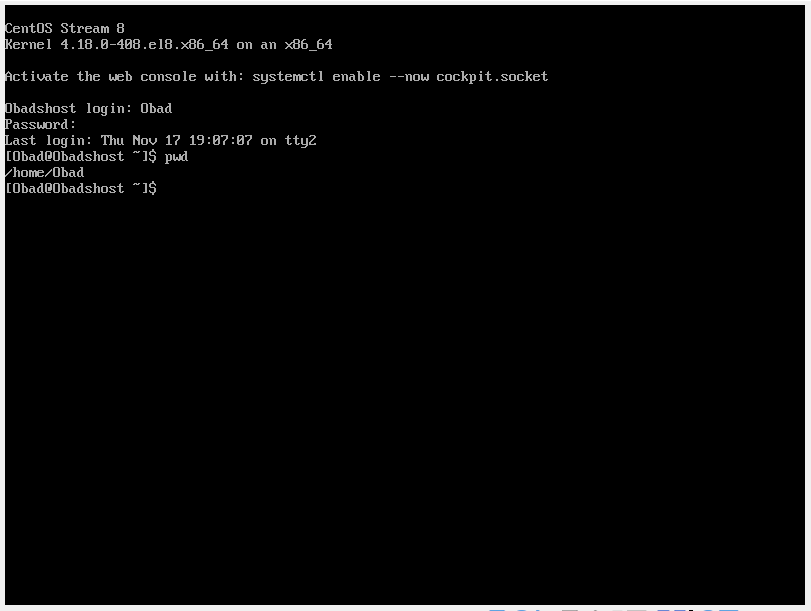 CentOS Stream 8
Kernel 4.18.0-408.el8.x86_64 on an x86_64
Activate the web console with: systemctl enable --now cockpit.socket
Obadshost login: Obad
Password:
Last login: Thu Nov 17 19:07:07 on tty2
[Obad@Obadshost ~]$ pwd
/home/Obad
[Obad@Obadshost ~]$